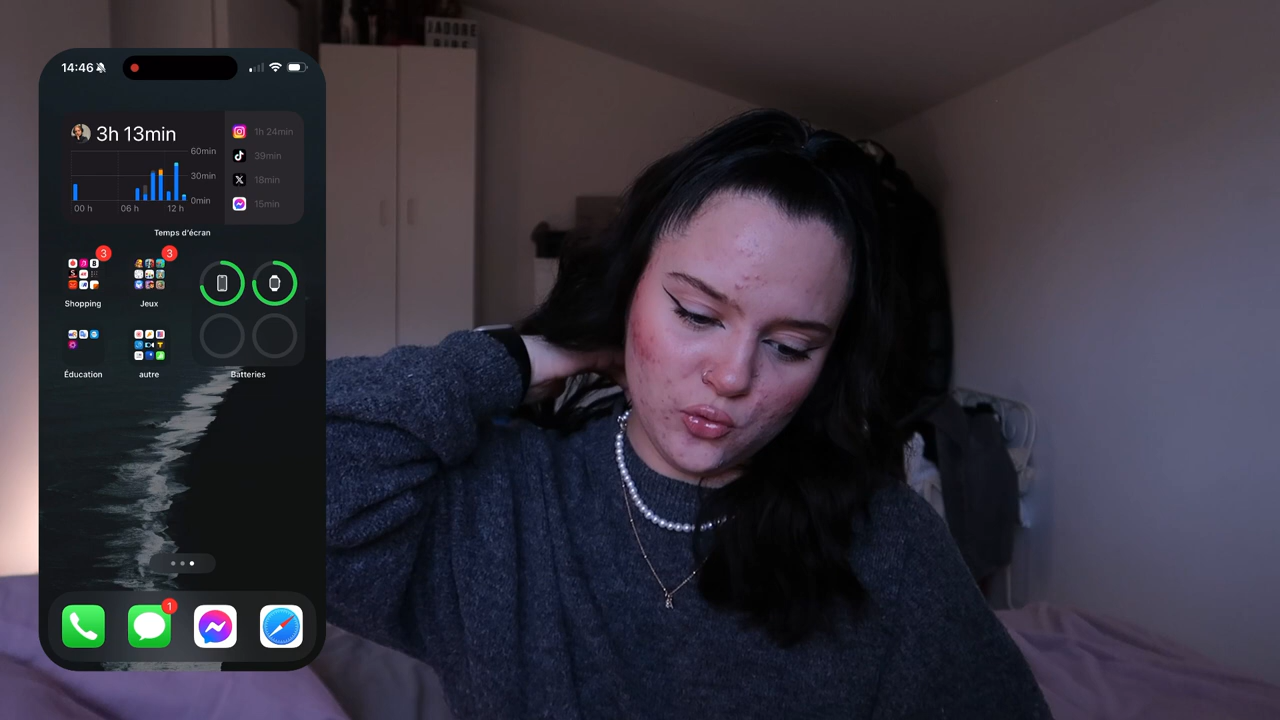 14:46
3h 13min
60min
30min
0min
00 h 06 h 12 h
1h 24min
39min
18min
15min
Temps d'écran
3
3
Shopping
Jeux
Éducation
autre
Batteries
1
J'ADORE